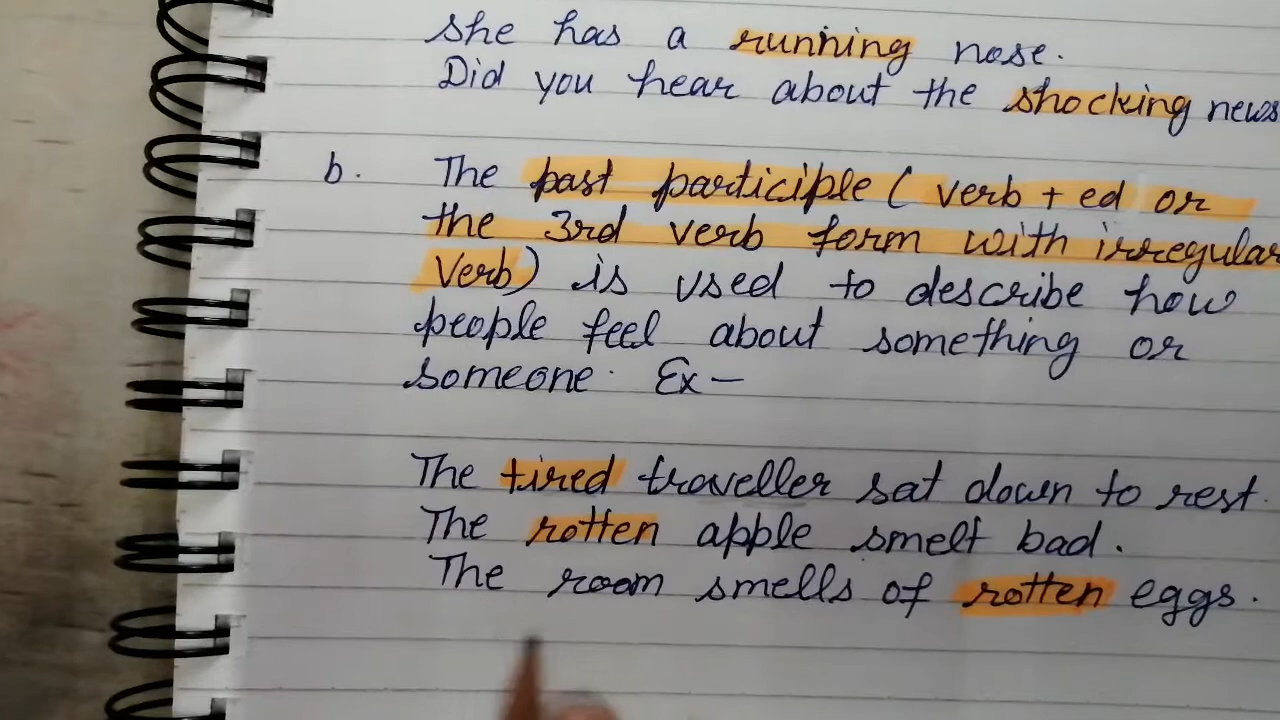 she has a running nose.
Did you hear about the shocking news
b. The past participle ( verb + ed or
the 3rd verb form with irregular
verb) is used to describe how
people feel about something or
someone. Ex –
The tired traveller sat down to rest.
The rotten apple smelt bad.
The room smells of rotten eggs.